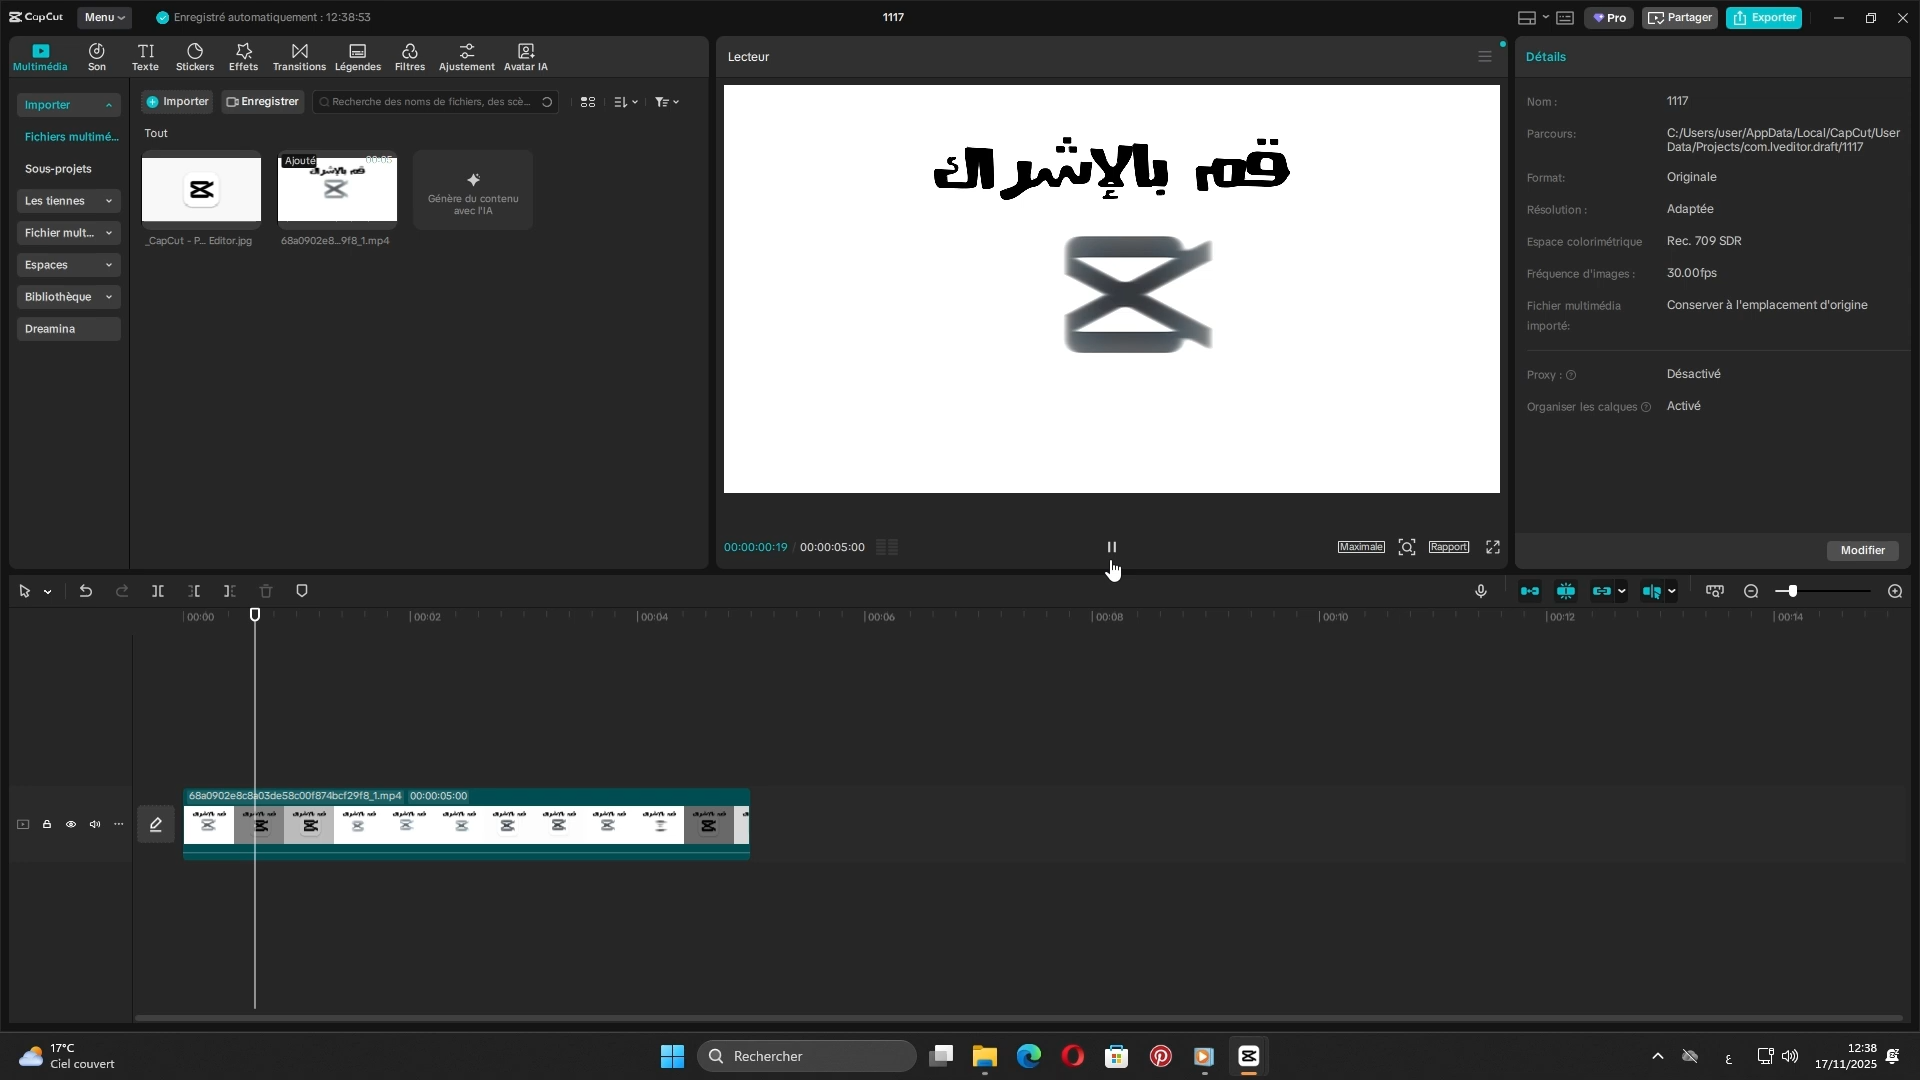 CapCut
Menu
Enregistré automatiquement : 12:38:53
1117
Pro
Partager
Exporter
Multimédia
Son
Texte
Stickers
Effets
Transitions
Légendes
Filtres
Ajustement
Avatar IA
Importer
Fichiers multimé...
Sous-projets
Les tiennes
Fichier mult...
Espaces
Bibliothèque
Dreamina
Importer
Enregistrer
Recherche des noms de fichiers, des scè...
Tout
Ajouté
00:05
قم بالإشراك
_CapCut - P... Editor.jpg
68a0902e8...9f8_1.mp4
Génère du contenu
avec l'IA
Lecteur
قم بالإشراك
00:00:00:19 / 00:00:05:00
Maximale
Rapport
Détails
Nom :
1117
Parcours:
C:/Users/user/AppData/Local/CapCut/User
Data/Projects/com.lveditor.draft/1117
Format:
Originale
Résolution :
Adaptée
Espace colorimétrique
Rec. 709 SDR
Fréquence d'images :
30.00fps
Fichier multimédia
importé:
Conserver à l'emplacement d'origine
Proxy :
Désactivé
Organiser les calques
Activé
Modifier
00:00
00:02
00:04
00:06
00:08
00:10
00:12
00:14
68a0902e8c8a03de58c00f874bcf29f8_1.mp4 00:00:05:00
17°C
Ciel couvert
Rechercher
ع
12:38
17/11/2025